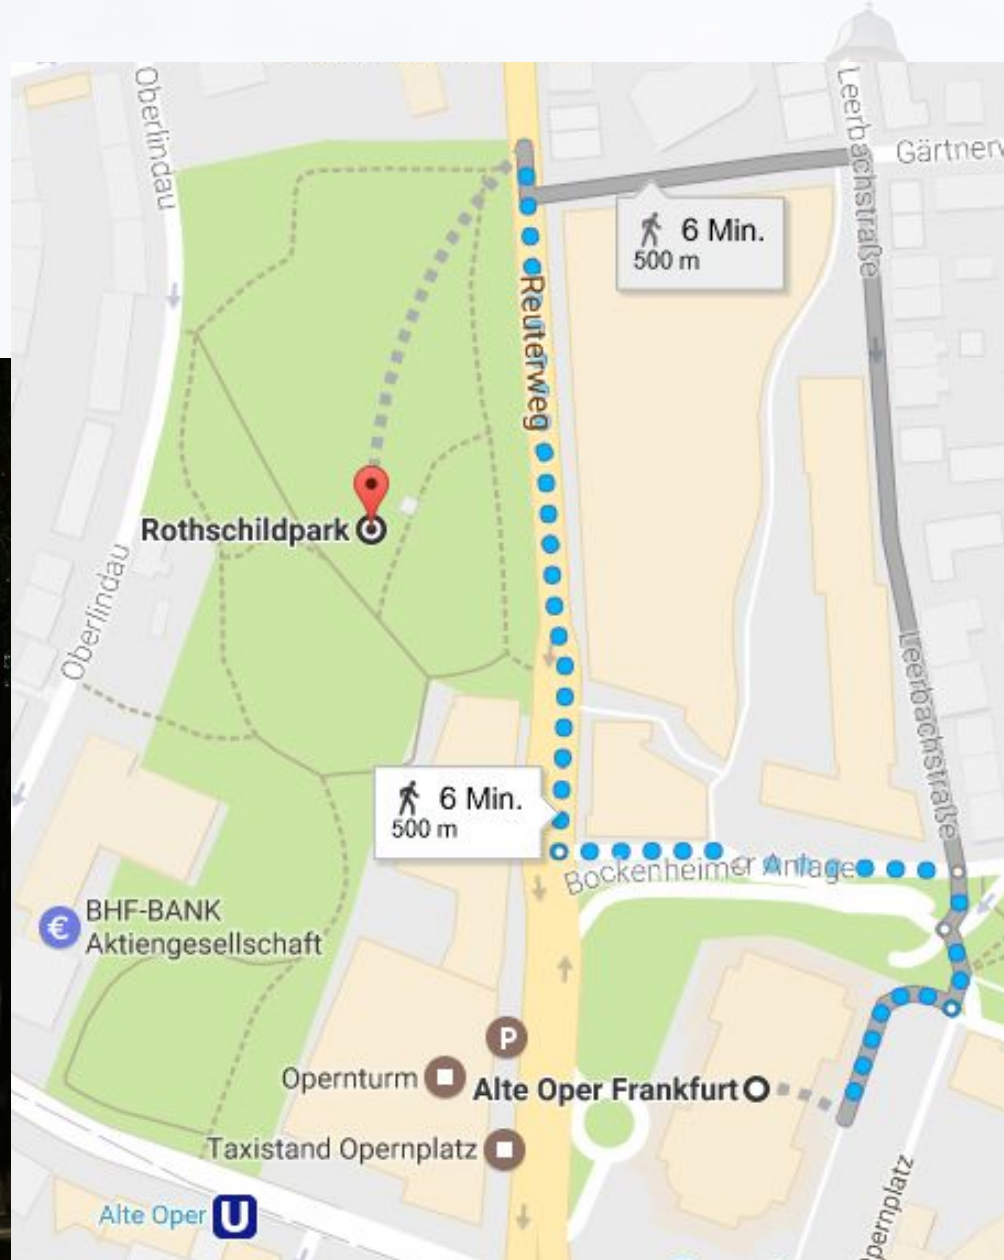 Oberlindau
Leerbachstraße
Gärtnerw
6 Min.
500 m
Reuterweg
Rothschildpark
Oberlindau
Leerbachstraße
6 Min.
500 m
Bockenheimer Anlage
BHF-BANK
Aktiengesellschaft
P
Opernturm
Alte Oper Frankfurt
Taxistand Opernplatz
Opernplatz
Alte Oper U